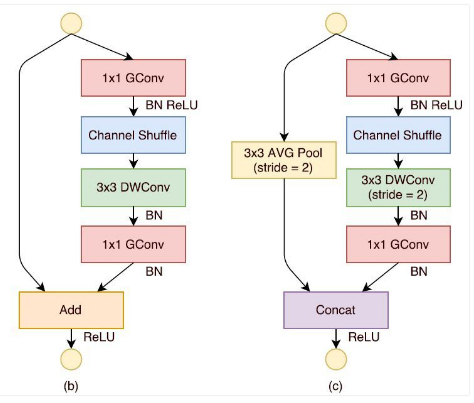 1x1 GConv
BN ReLU
Channel Shuffle
3x3 DWConv
BN
1x1 GConv
BN
Add
ReLU
(b)
1x1 GConv
BN ReLU
Channel Shuffle
3x3 AVG Pool
(stride = 2)
3x3 DWConv
(stride = 2)
BN
1x1 GConv
BN
Concat
ReLU
(c)